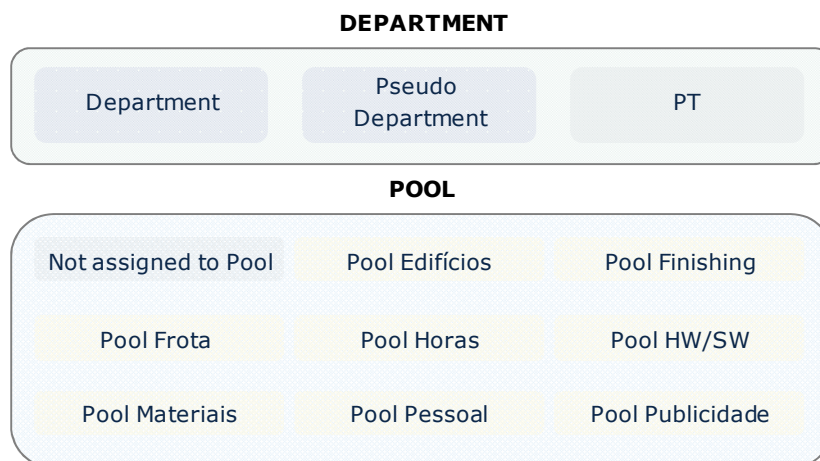 DEPARTMENT
Department
Pseudo
Department
PT
POOL
Not assigned to Pool
Pool Edifícios
Pool Finishing
Pool Frota
Pool Horas
Pool HW/SW
Pool Materiais
Pool Pessoal
Pool Publicidade